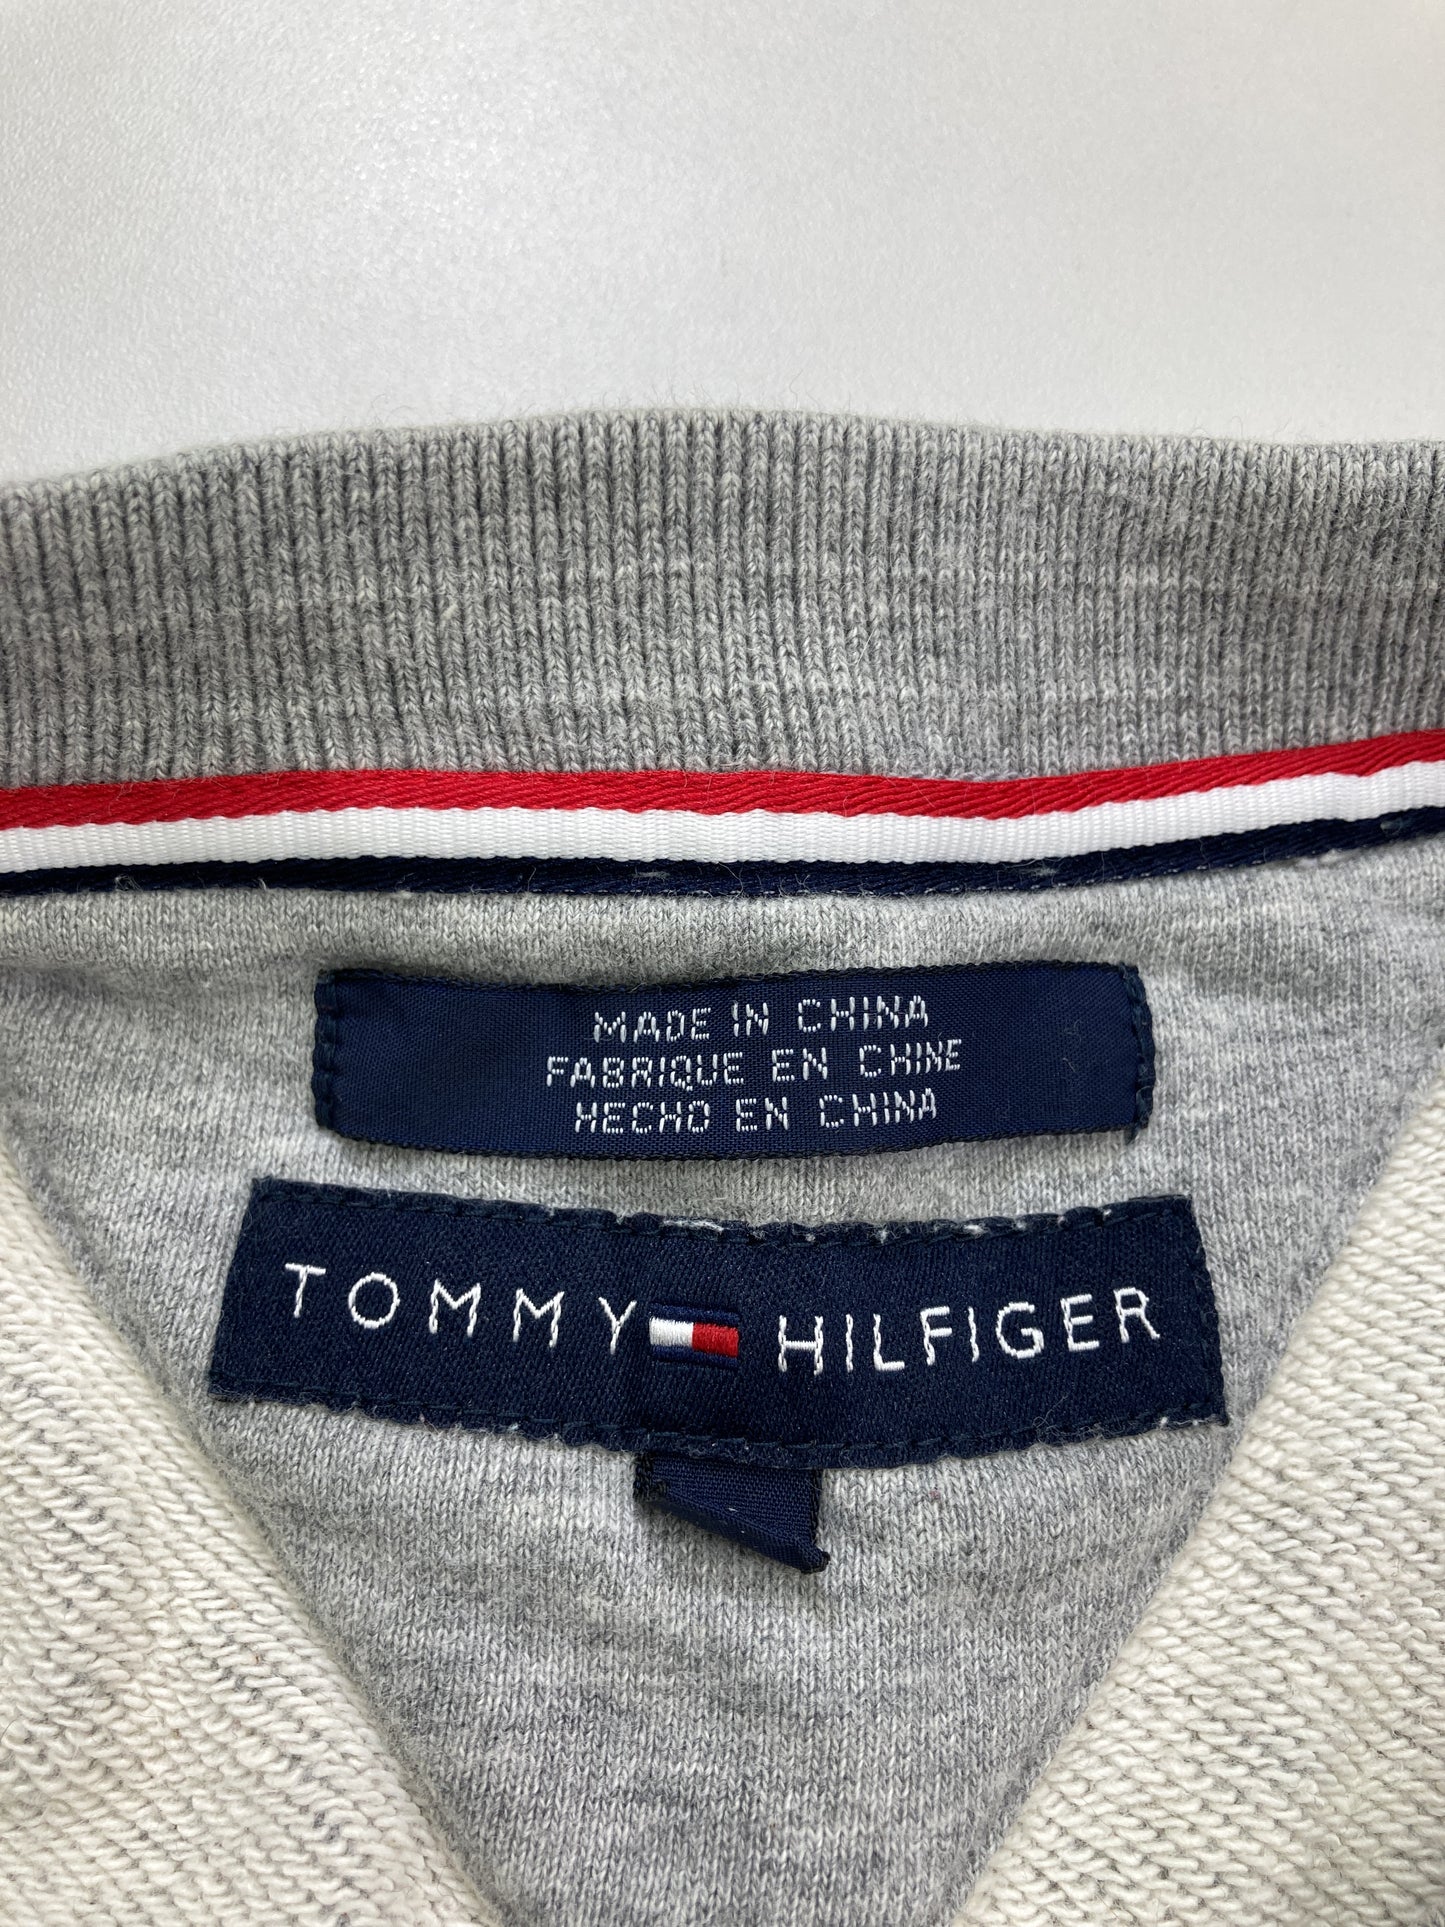 MADE IN CHINA
FABRIQUE EN CHINE
HECHO EN CHINA
TOMMY HILFIGER